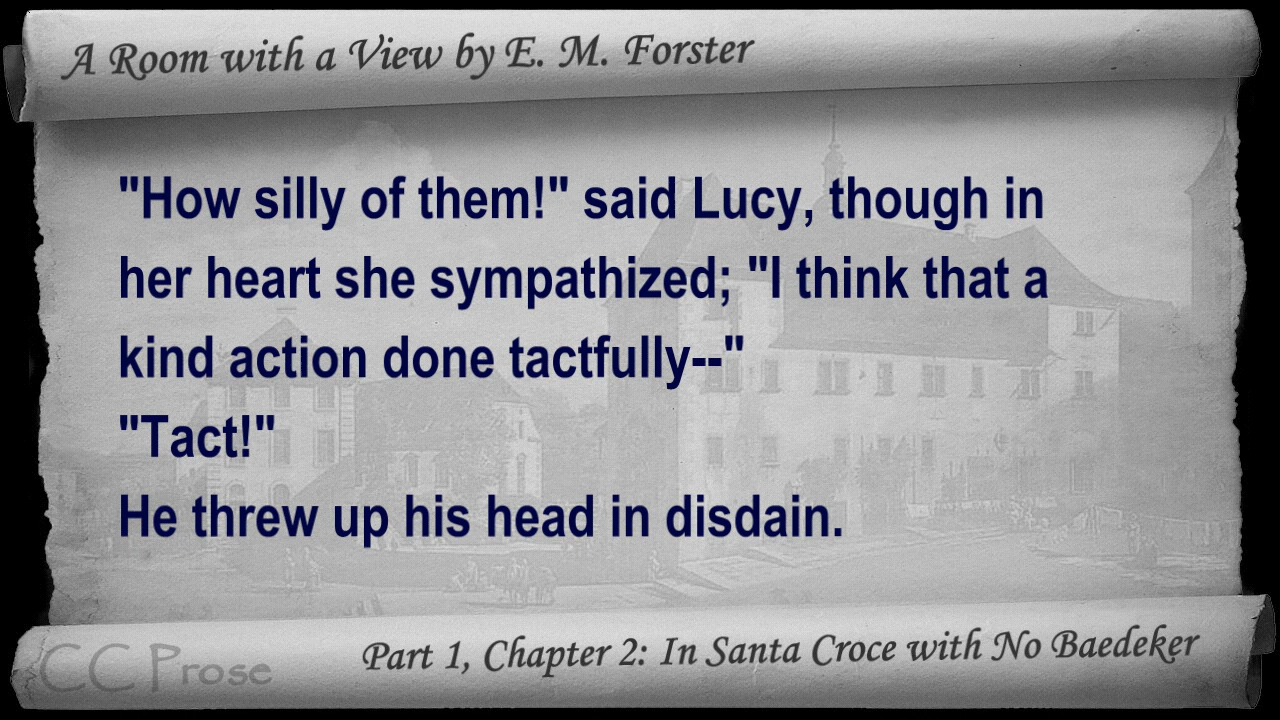 A Room with a View by E. M. Forster
"How silly of them!" said Lucy, though in
her heart she sympathized; "I think that a
kind action done tactfully--"
"Tact!"
He threw up his head in disdain.
CC Prose
Part 1, Chapter 2: In Santa Croce with No Baedeker